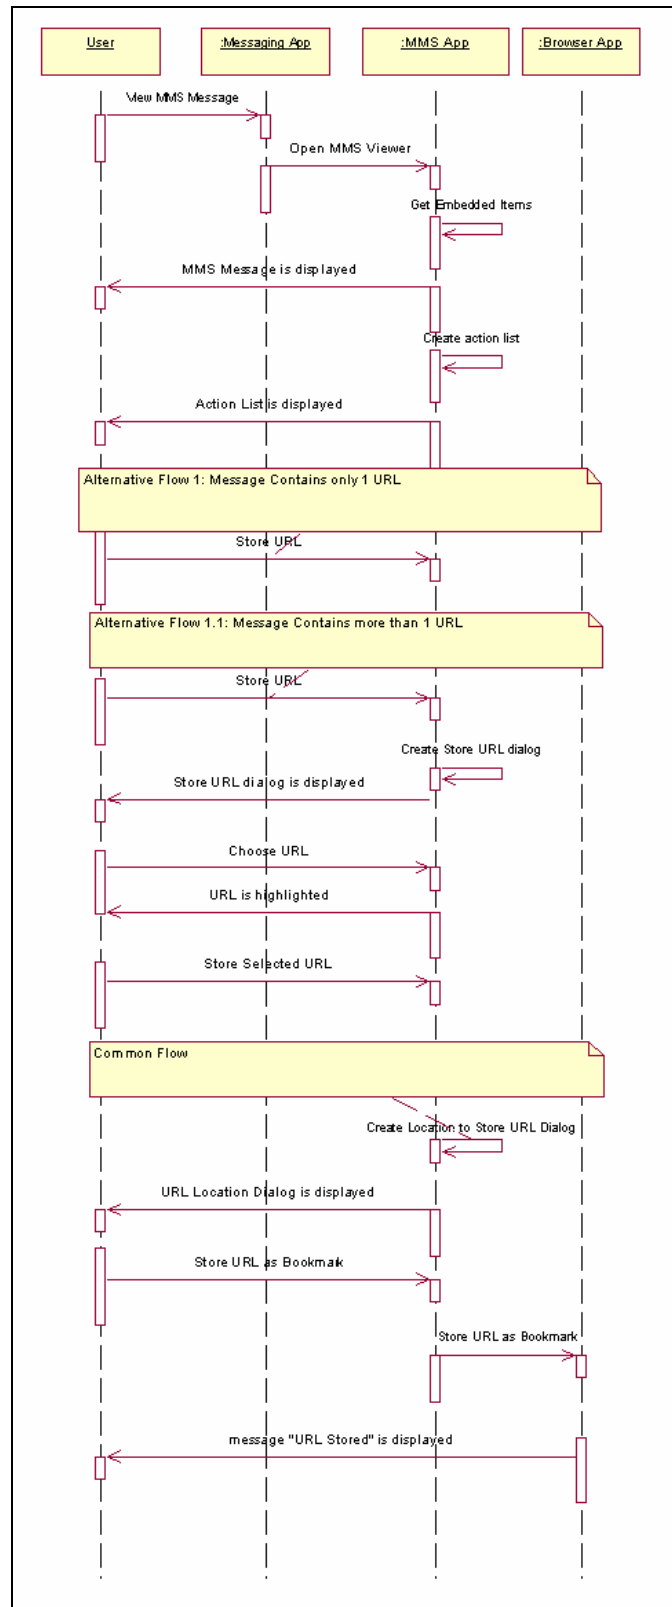 User
:Messaging App
:MMS App
:Browser App
View MMS Message
Open MMS Viewer
Get Embedded Items
MMS Message is displayed
Create action list
Action List is displayed
Alternative Flow 1: Message Contains only 1 URL
Store URL
Alternative Flow 1.1: Message Contains more than 1 URL
Store URL
Create Store URL dialog
Store URL dialog is displayed
Choose URL
URL is highlighted
Store Selected URL
Common Flow
Create Location to Store URL Dialog
URL Location Dialog is displayed
Store URL as Bookmark
Store URL as Bookmark
message "URL Stored" is displayed